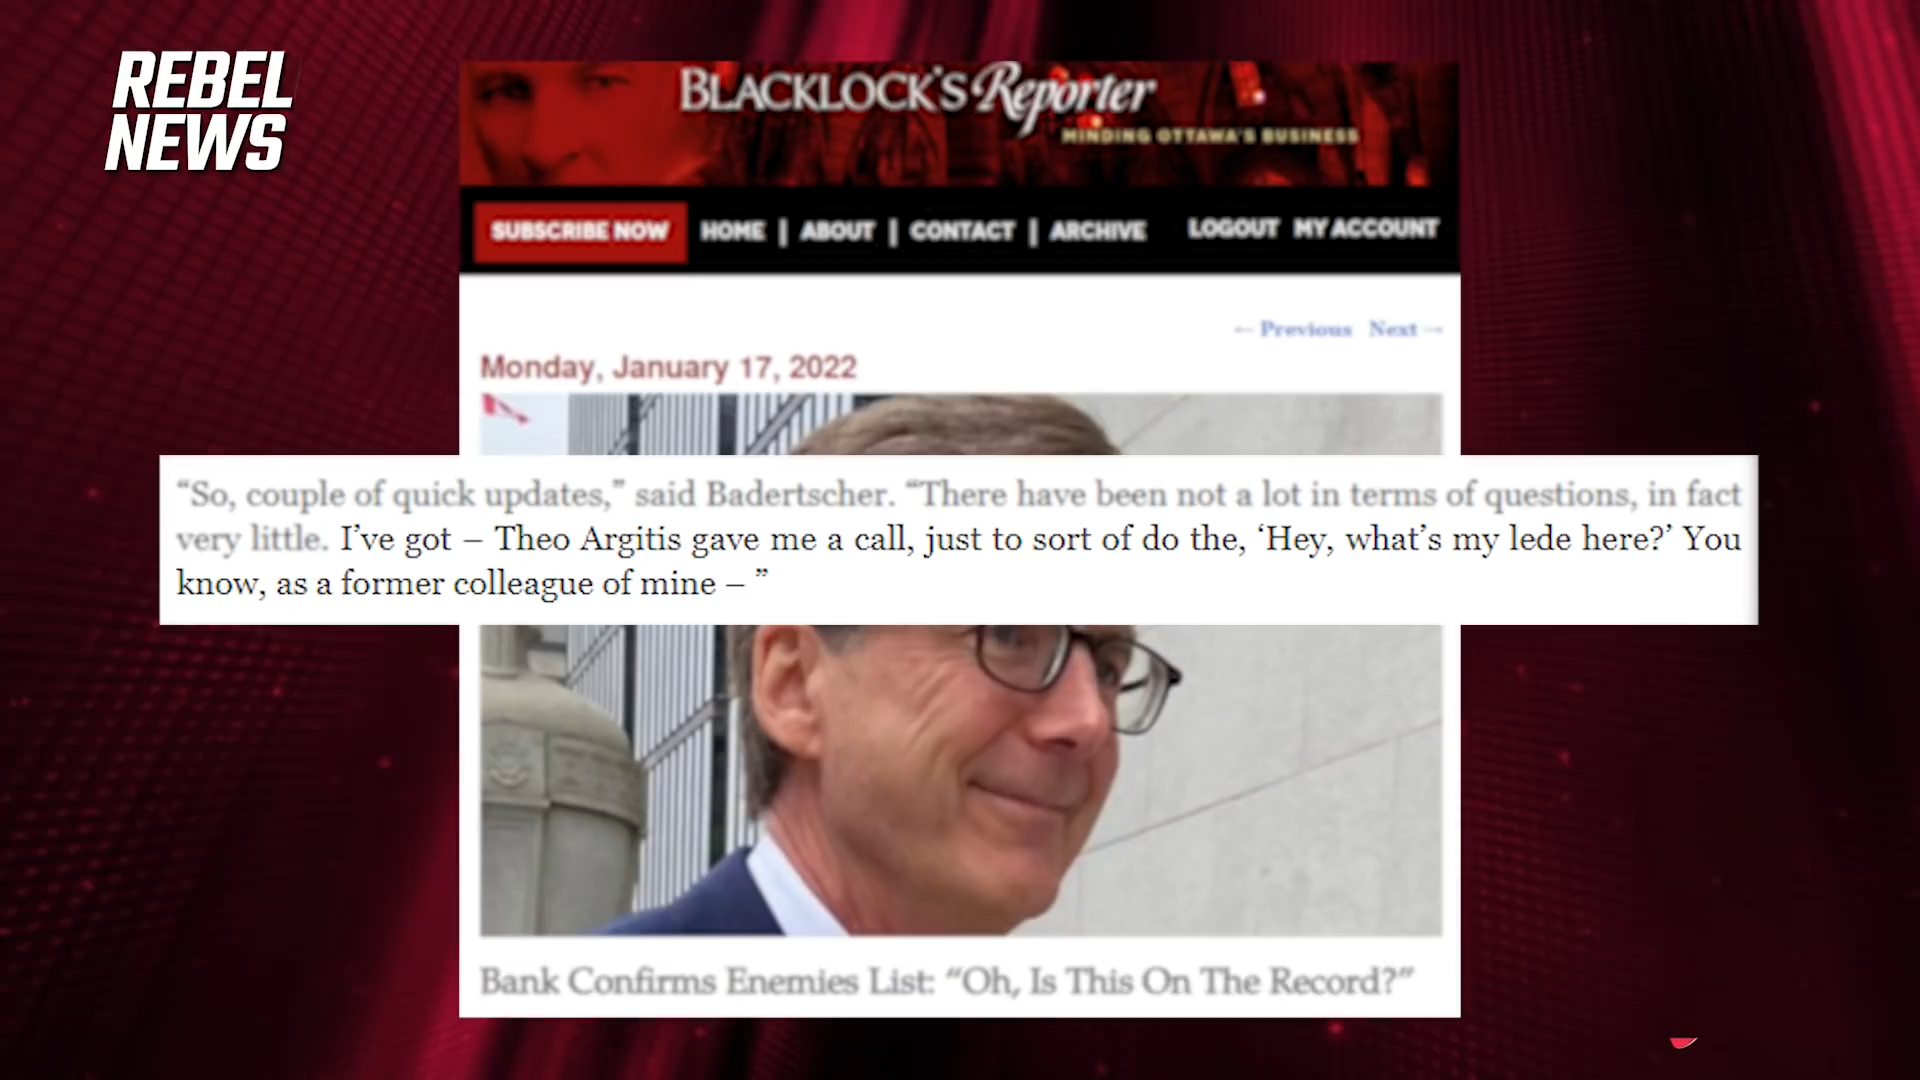 REBEL
NEWS
BLACKLOCK'S Reporter
MINDING OTTAWA'S BUSINESS
SUBSCRIBE NOW HOME | ABOUT | CONTACT | ARCHIVE LOGOUT MY ACCOUNT
← Previous Next →
Monday, January 17, 2022
“So, couple of quick updates,” said Badertscher. “There have been not a lot in terms of questions, in fact
very little. I’ve got – Theo Argitis gave me a call, just to sort of do the, ‘Hey, what’s my lede here?’ You
know, as a former colleague of mine – ”
Bank Confirms Enemies List: “Oh, Is This On The Record?”